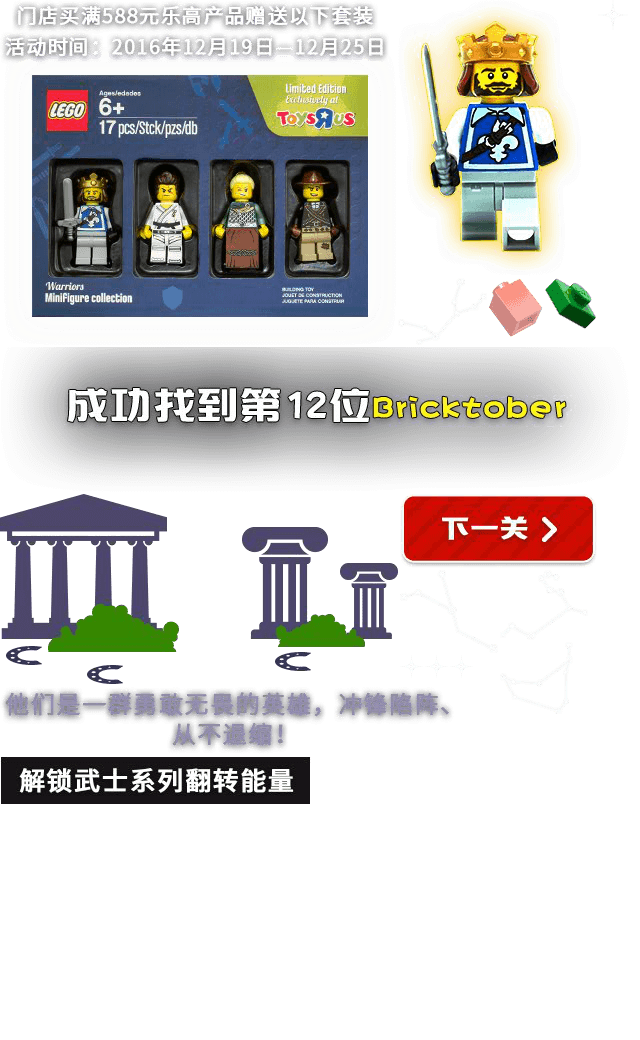 门店买满588元乐高产品赠送以下套装
活动时间：2016年12月19日—12月25日
LEGO
Ages/edades
6+
17 pcs/Stck/pzs/db
Limited Edition
Exclusively at
ToysRUs
Warriors
Minifigure collection
BUILDING TOY
JOUET DE CONSTRUCTION
JUGUETE PARA CONSTRUIR
成功找到第12位Bricktober
下一关
他们是一群勇敢无畏的英雄，冲锋陷阵、
从不退缩！
解锁武士系列翻转能量